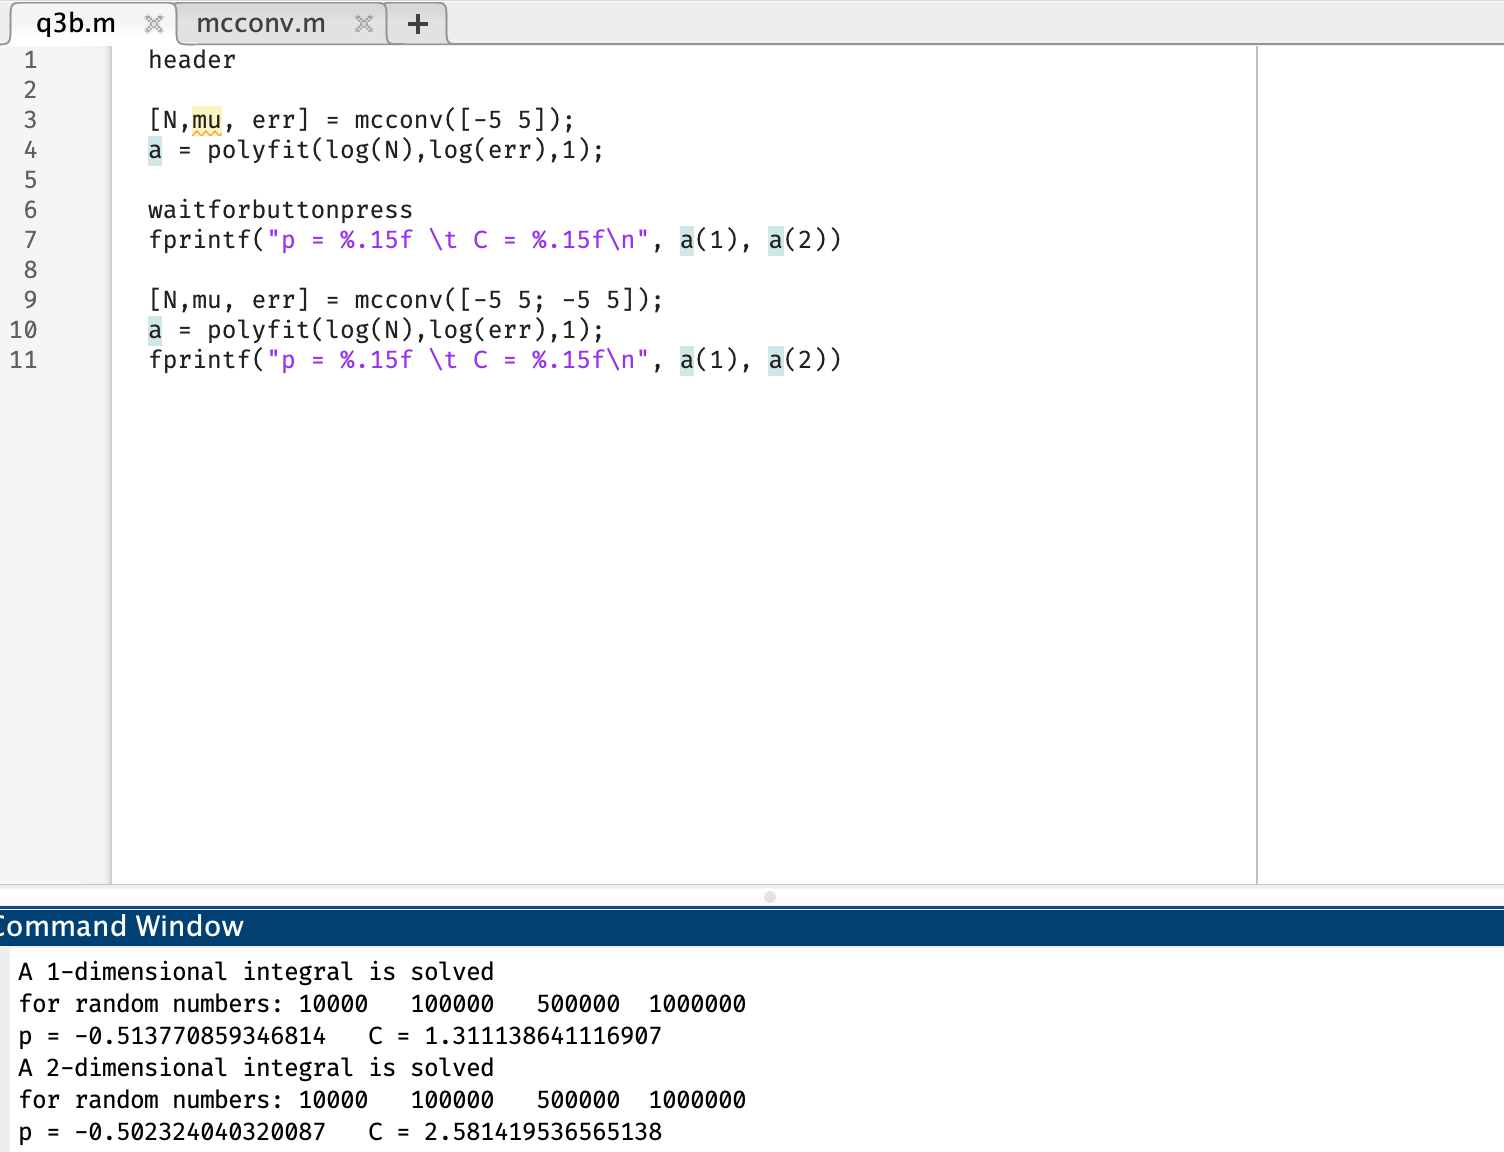 q3b.m mcconv.m +
1 header
2
3 [N,mu, err] = mcconv([-5 5]);
4 a = polyfit(log(N),log(err),1);
5
6 waitforbuttonpress
7 fprintf("p = %.15f \t C = %.15f\n", a(1), a(2))
8
9 [N,mu, err] = mcconv([-5 5; -5 5]);
10 a = polyfit(log(N),log(err),1);
11 fprintf("p = %.15f \t C = %.15f\n", a(1), a(2))
Command Window
A 1-dimensional integral is solved
for random numbers: 10000 100000 500000 1000000
p = -0.513770859346814 C = 1.311138641116907
A 2-dimensional integral is solved
for random numbers: 10000 100000 500000 1000000
p = -0.502324040320087 C = 2.581419536565138